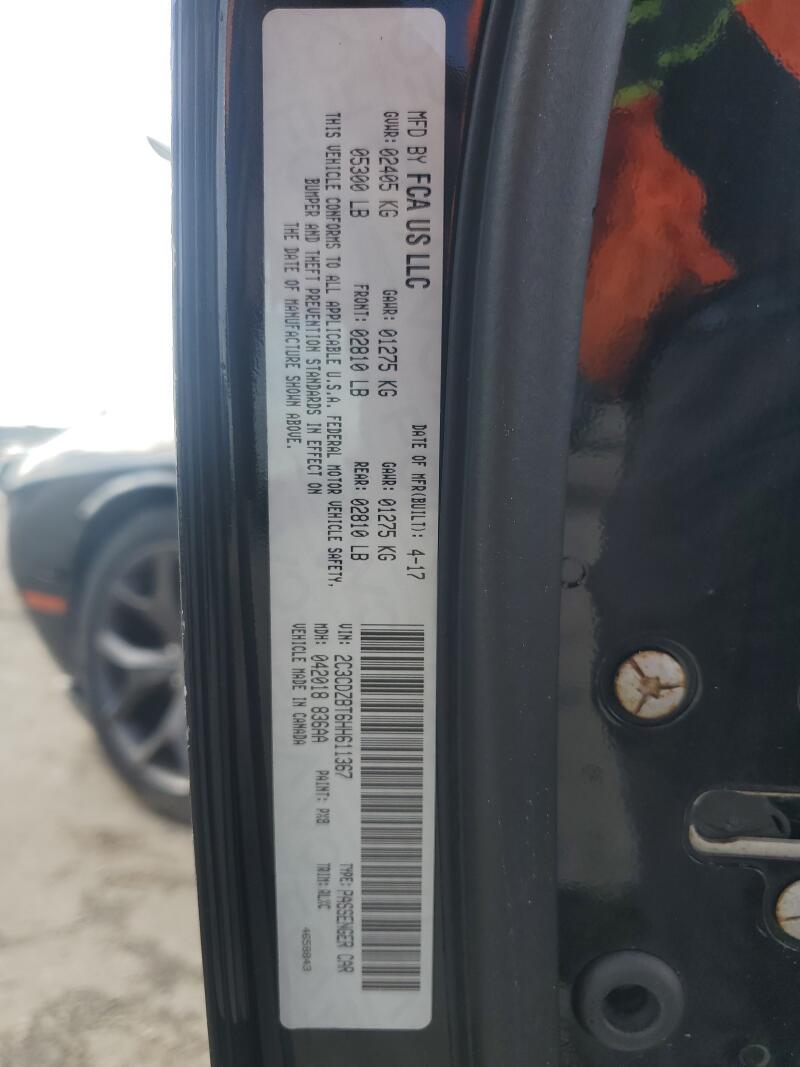 MFD BY FCA US LLC DATE OF MFR(BUILT): 4-17
GVWR: 02405 KG GAWR: 01275 KG GAWR: 01275 KG
05300 LB FRONT: 02810 LB REAR: 02810 LB
THIS VEHICLE CONFORMS TO ALL APPLICABLE U.S.A. FEDERAL MOTOR VEHICLE SAFETY,
BUMPER AND THEFT PREVENTION STANDARDS IN EFFECT ON
THE DATE OF MANUFACTURE SHOWN ABOVE.
VIN: 2C3CDZBT6HH611367 TYPE: PASSENGER CAR
MDH: 042018 836AA PAINT: PX8 TRIM: ALXC
VEHICLE MADE IN CANADA 4658843